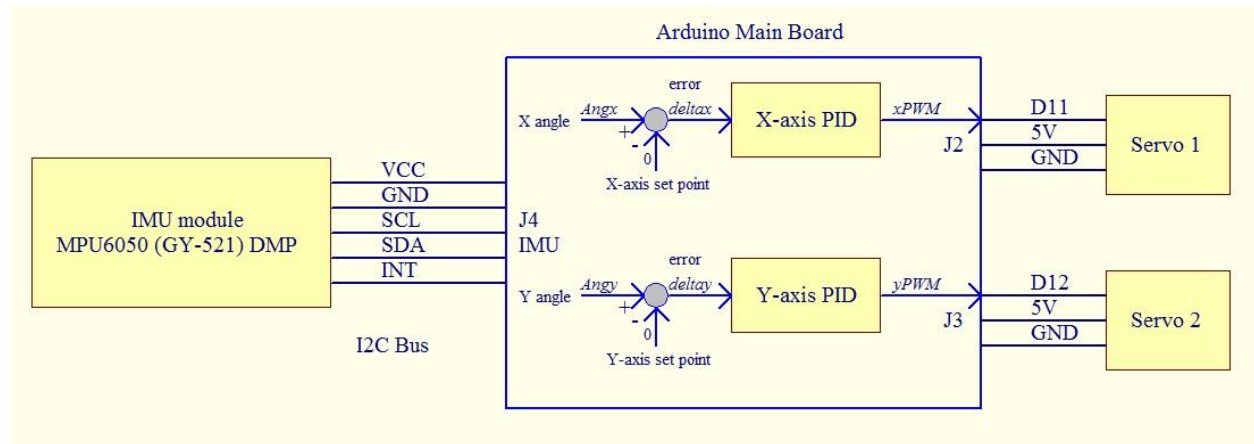 Arduino Main Board
IMU module
MPU6050 (GY-521) DMP
VCC
GND
SCL
SDA
INT
I2C Bus
J4
IMU
X angle
Angx
+
-
0
X-axis set point
error
deltax
X-axis PID
xPWM
J2
D11
5V
GND
Servo 1
Y angle
Angy
+
-
0
Y-axis set point
error
deltay
Y-axis PID
yPWM
J3
D12
5V
GND
Servo 2